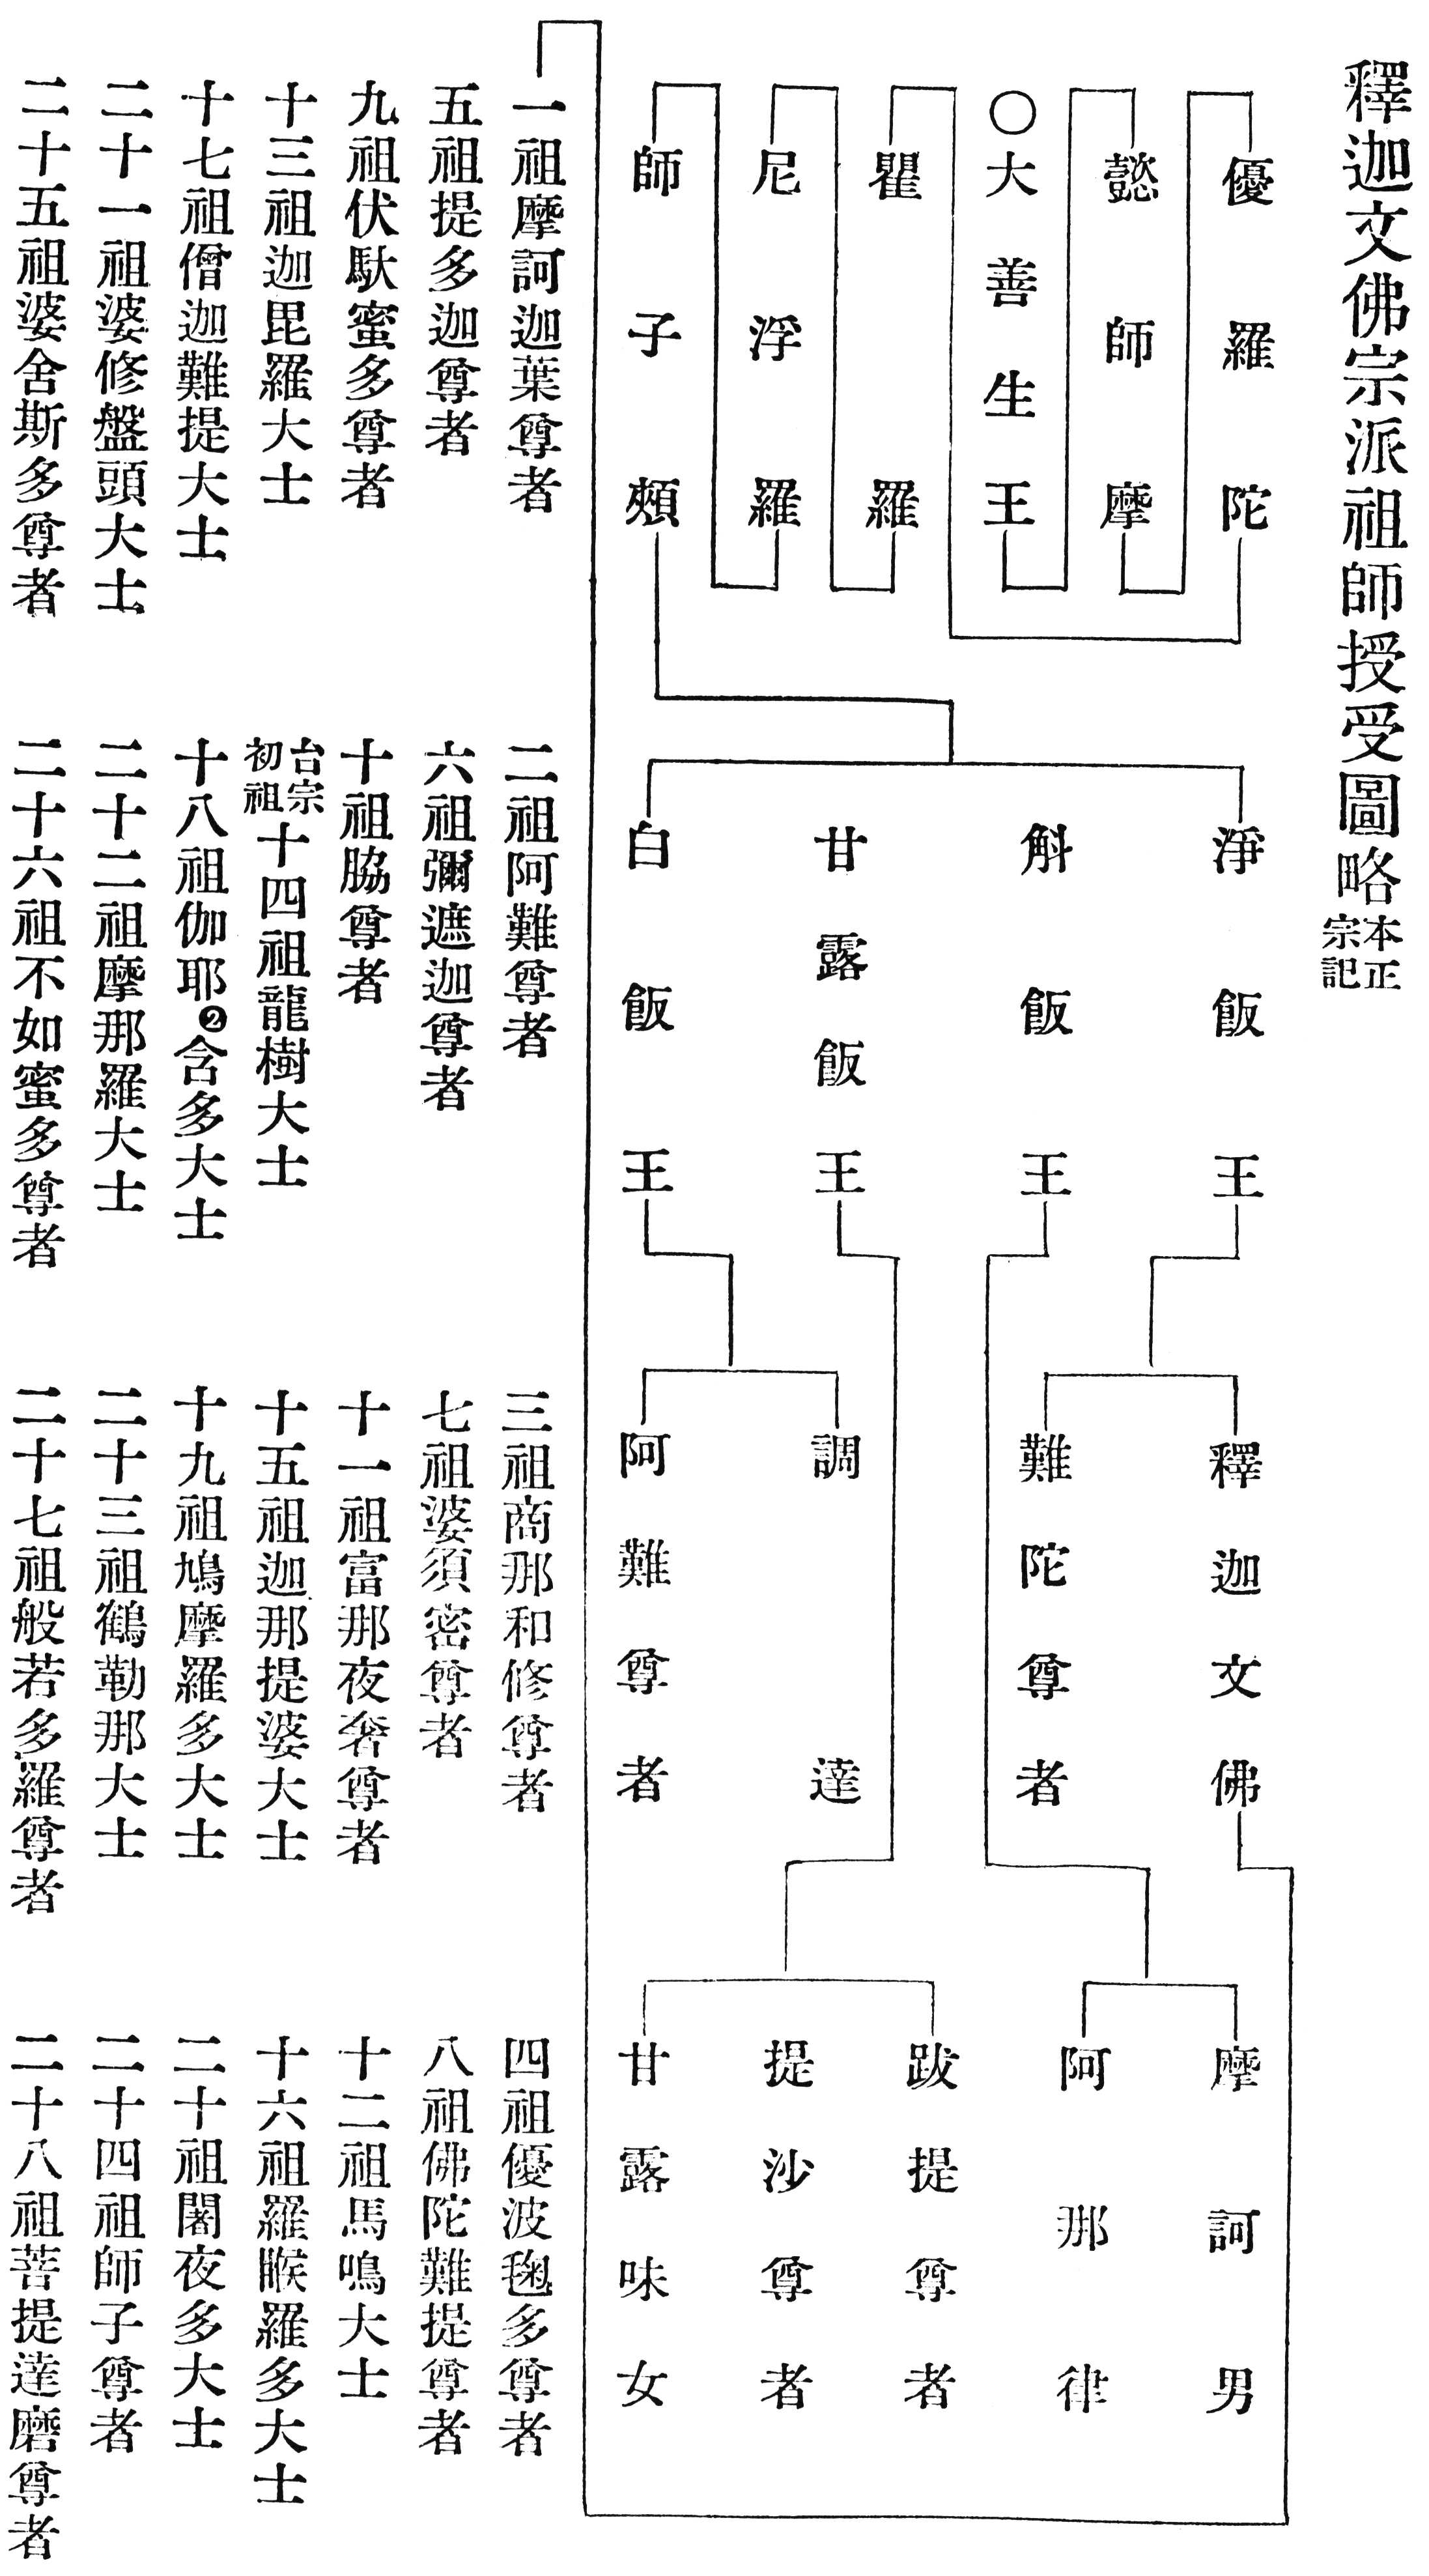 釋迦文佛宗派祖師授受圖略 本正宗記
○大善生王
懿師摩
優羅陀
瞿羅
尼浮羅
師子頰
淨飯王
斛飯王
甘露飯王
白飯王
釋迦文佛
難陀尊者
調達
阿難尊者
摩訶男
阿那律
跋提尊者
提沙尊者
甘露味女
一祖摩訶迦葉尊者
二祖阿難尊者
三祖商那和修尊者
四祖優波毱多尊者
五祖提多迦尊者
六祖彌遮迦尊者
七祖婆須密尊者
八祖佛陀難提尊者
九祖伏馱蜜多尊者
十祖脇尊者
十一祖富那夜奢尊者
十二祖馬鳴大士
十三祖迦毘羅大士
台宗初祖十四祖龍樹大士
十五祖迦那提婆大士
十六祖羅睺羅多大士
十七祖僧迦難提大士
十八祖伽耶❷含多大士
十九祖鳩摩羅多大士
二十祖闍夜多大士
二十一祖婆修盤頭大士
二十二祖摩那羅大士
二十三祖鶴勒那大士
二十四祖師子尊者
二十五祖婆舍斯多尊者
二十六祖不如蜜多尊者
二十七祖般若多羅尊者
二十八祖菩提達磨尊者